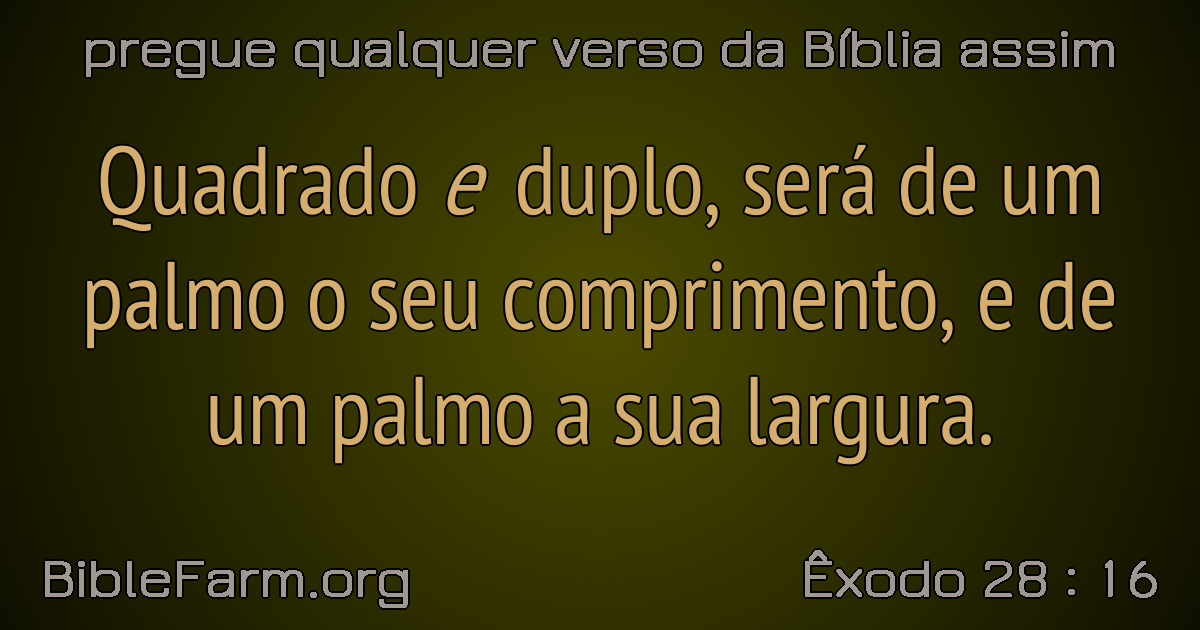 pregue qualquer verso da Bíblia assim
Quadrado e duplo, será de um
palmo o seu comprimento, e de
um palmo a sua largura.
BibleFarm.org
Êxodo 28 : 16